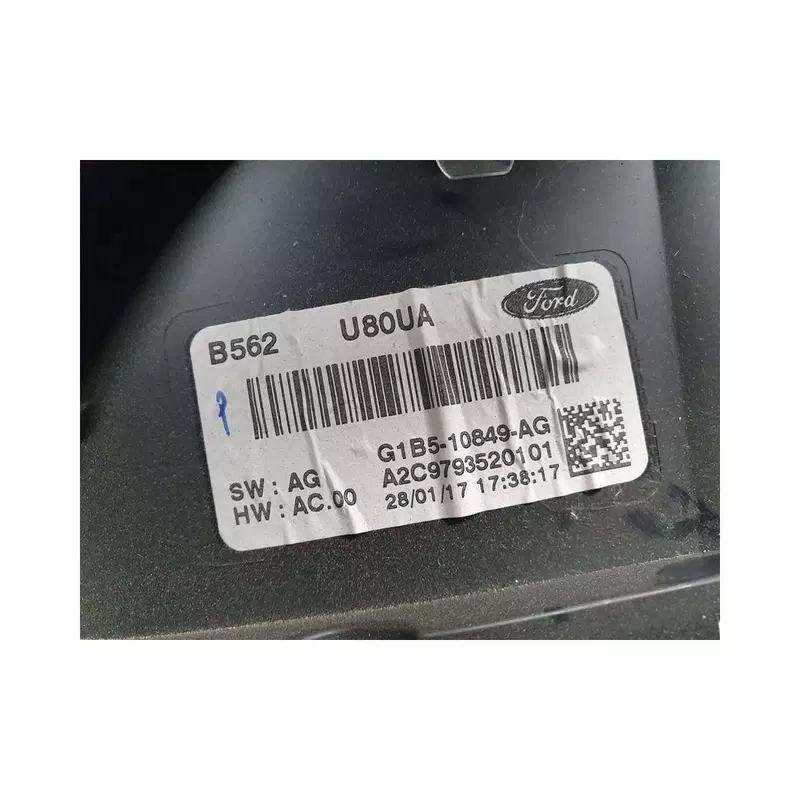 B562 U80UA Ford
G1B5-10849-AG
SW : AG A2C9793520101
HW : AC.00 28/01/17 17:38:17